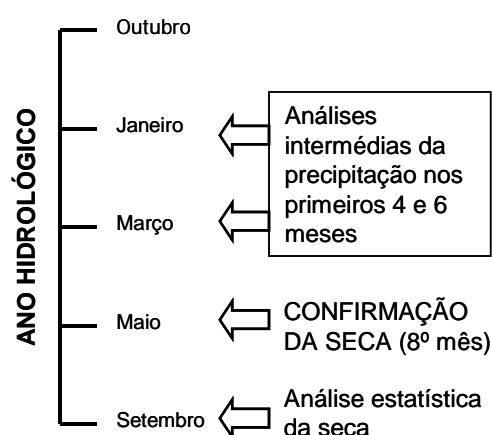 ANO HIDROLÓGICO
Outubro
Janeiro
Análises
intermédias da
precipitação nos
primeiros 4 e 6
meses
Março
Maio
CONFIRMAÇÃO
DA SECA (8º mês)
Setembro
Análise estatística
da seca